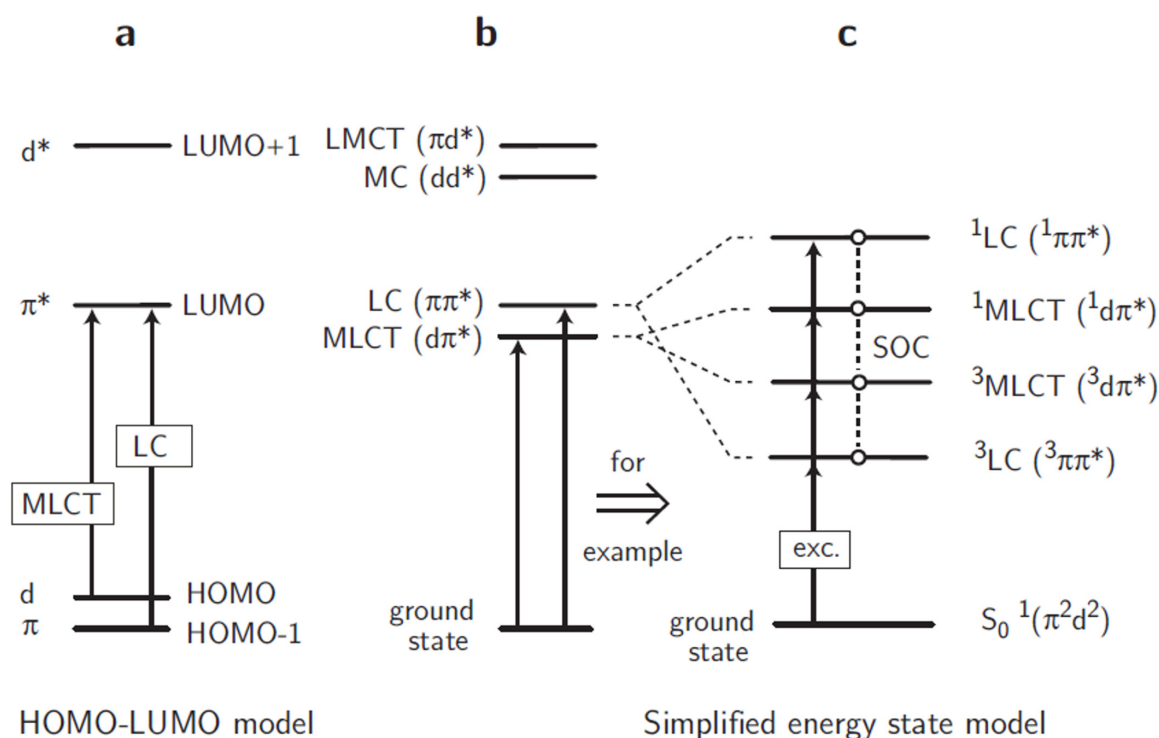 a
b
c
d*
LUMO+1
LMCT (πd*)
MC (dd*)
¹LC (¹ππ*)
π*
LUMO
LC (ππ*)
MLCT (dπ*)
¹MLCT (¹dπ*)
SOC
³MLCT (³dπ*)
LC
³LC (³ππ*)
MLCT
for
example
exc.
d
HOMO
π
HOMO-1
ground
state
ground
state
S₀ ¹(π²d²)
HOMO-LUMO model
Simplified energy state model